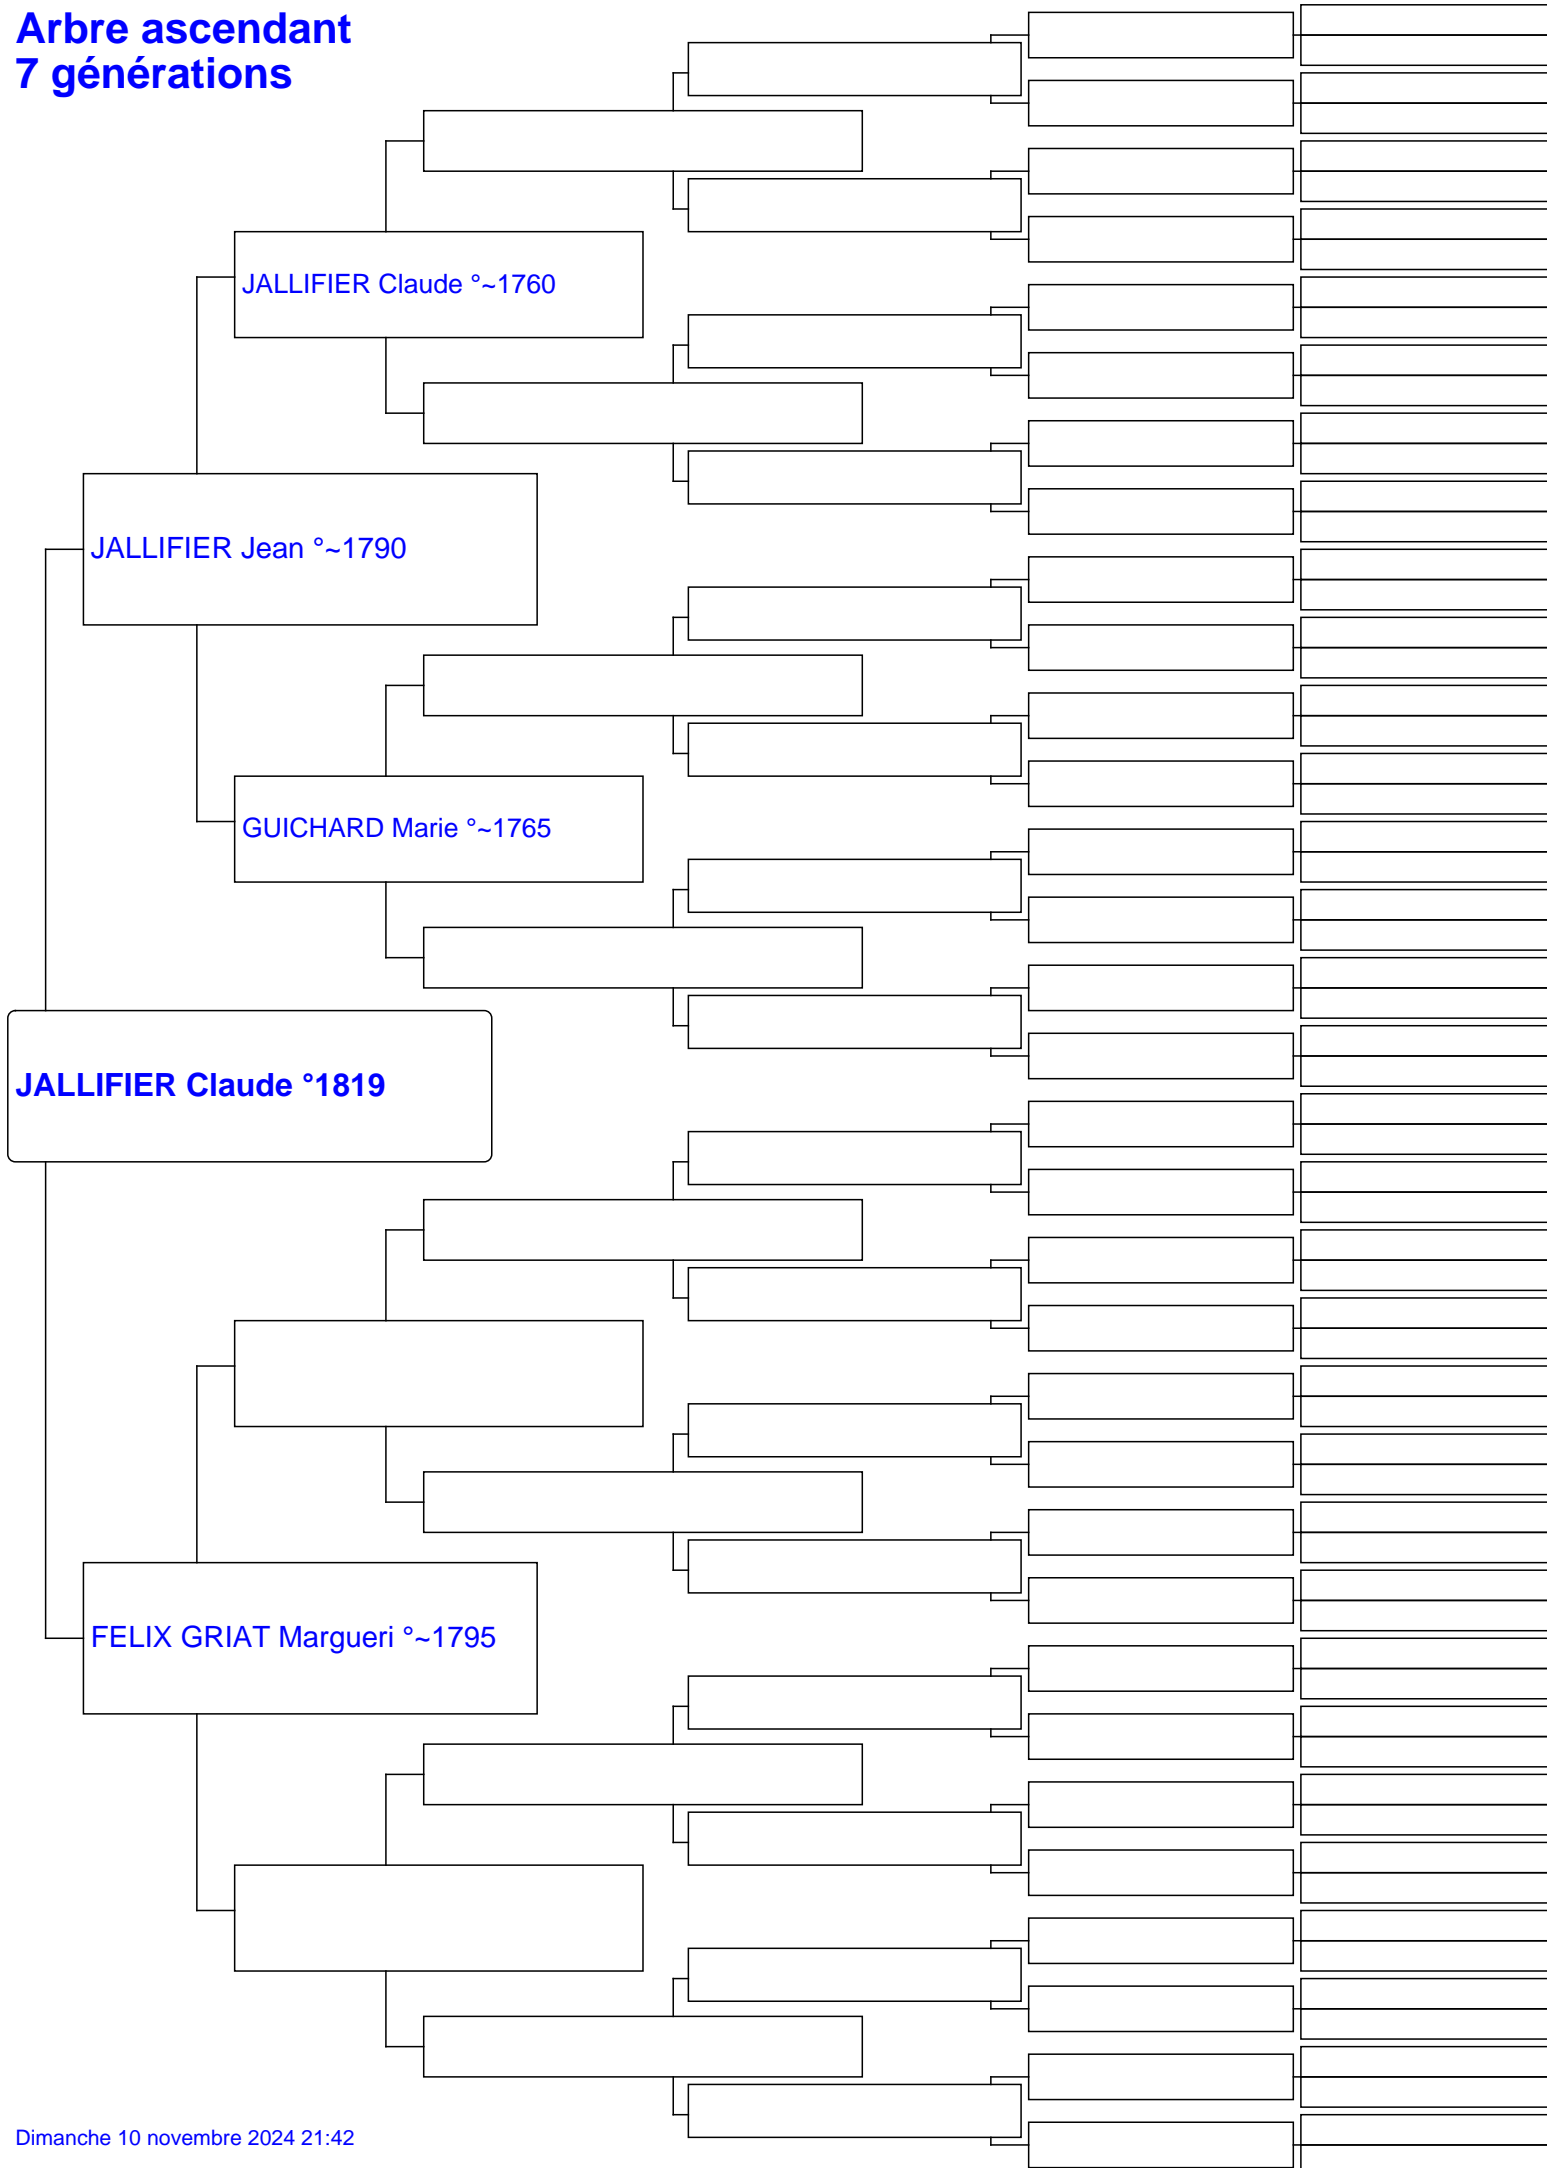 Arbre ascendant
7 générations
JALLIFIER Claude °~1760
JALLIFIER Jean °~1790
GUICHARD Marie °~1765
JALLIFIER Claude °1819
FELIX GRIAT Margueri °~1795
Dimanche 10 novembre 2024 21:42